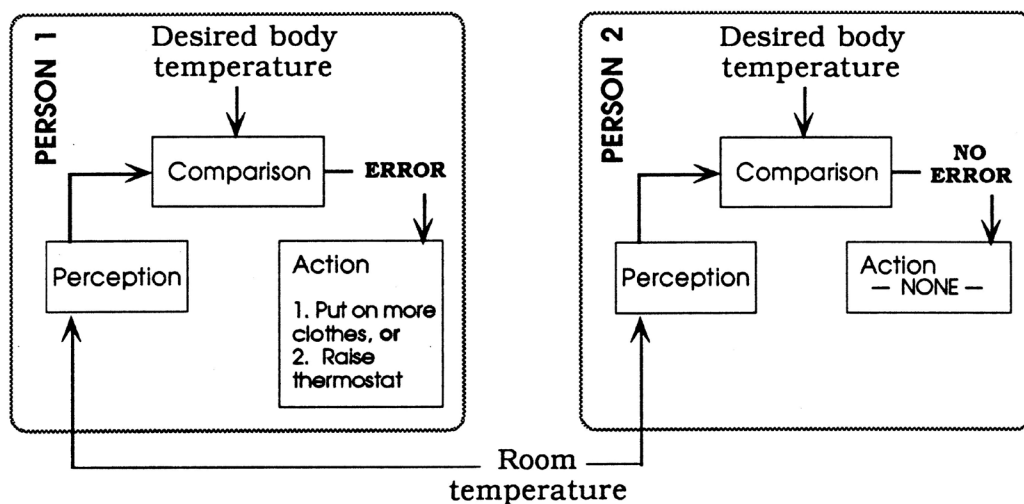 PERSON 1
Desired body
temperature
Comparison
ERROR
Perception
Action
1. Put on more
clothes, or
2. Raise
thermostat
PERSON 2
Desired body
temperature
Comparison
NO
ERROR
Perception
Action
— NONE —
Room
temperature